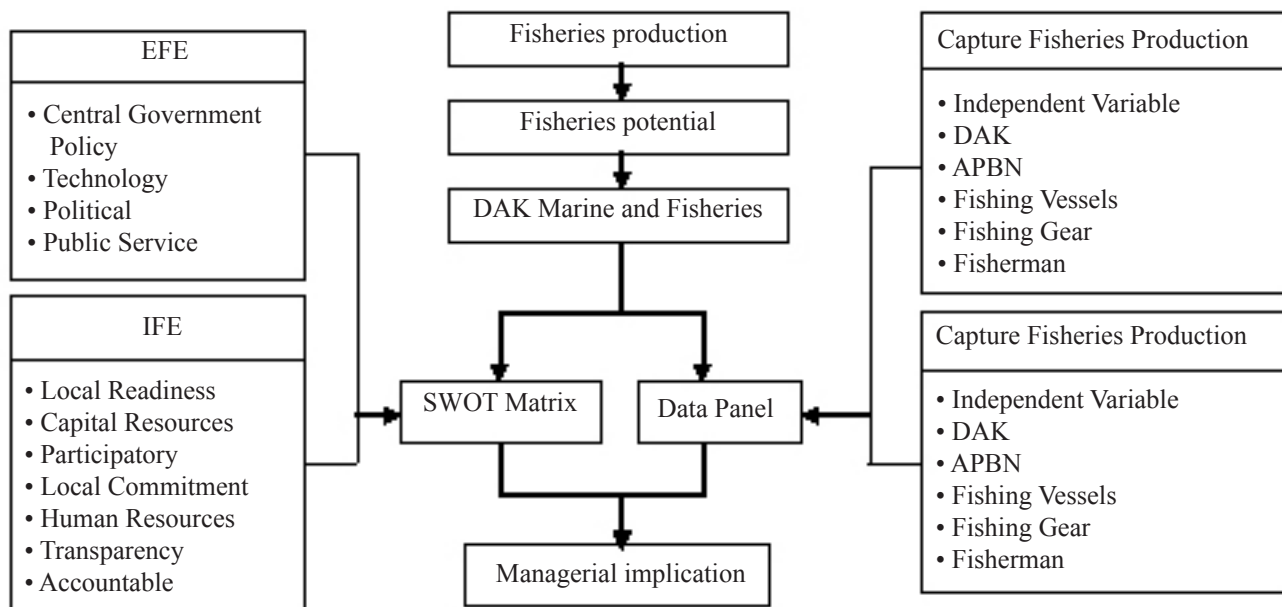 EFE
• Central Government
Policy
• Technology
• Political
• Public Service
IFE
• Local Readiness
• Capital Resources
• Participatory
• Local Commitment
• Human Resources
• Transparency
• Accountable
Fisheries production
Fisheries potential
DAK Marine and Fisheries
SWOT Matrix
Data Panel
Managerial implication
Capture Fisheries Production
• Independent Variable
• DAK
• APBN
• Fishing Vessels
• Fishing Gear
• Fisherman
Capture Fisheries Production
• Independent Variable
• DAK
• APBN
• Fishing Vessels
• Fishing Gear
• Fisherman